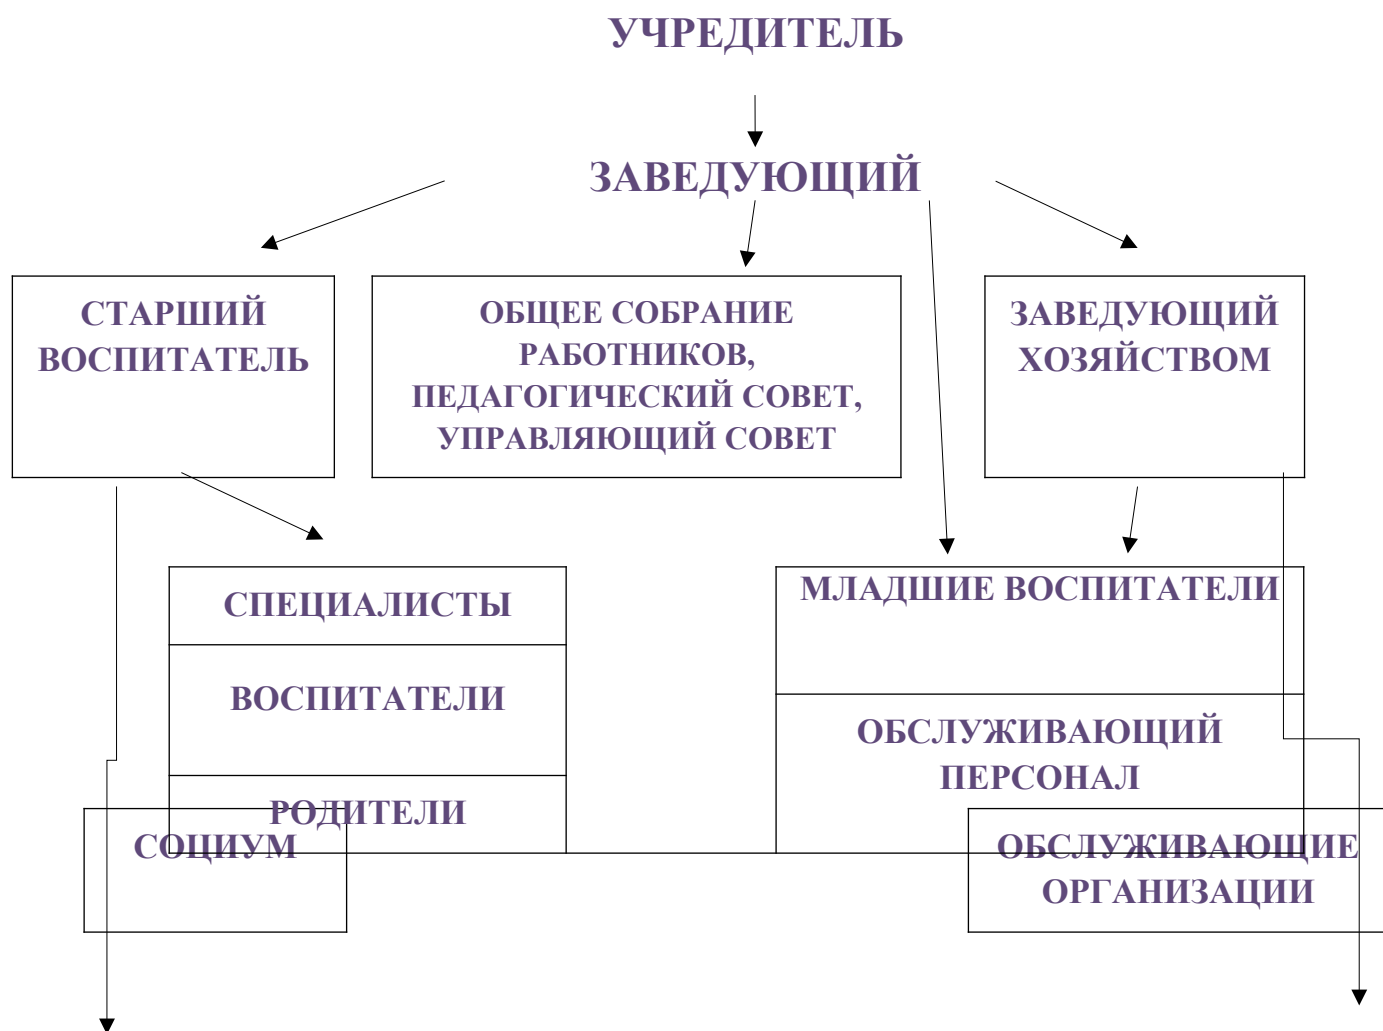 УЧРЕДИТЕЛЬ
ЗАВЕДУЮЩИЙ
СТАРШИЙ
ВОСПИТАТЕЛЬ
ОБЩЕЕ СОБРАНИЕ
РАБОТНИКОВ,
ПЕДАГОГИЧЕСКИЙ СОВЕТ,
УПРАВЛЯЮЩИЙ СОВЕТ
ЗАВЕДУЮЩИЙ
ХОЗЯЙСТВОМ
СПЕЦИАЛИСТЫ
ВОСПИТАТЕЛИ
РОДИТЕЛИ
МЛАДШИЕ ВОСПИТАТЕЛИ
ОБСЛУЖИВАЮЩИЙ
ПЕРСОНАЛ
СОЦИУМ
ОБСЛУЖИВАЮЩИЕ
ОРГАНИЗАЦИИ